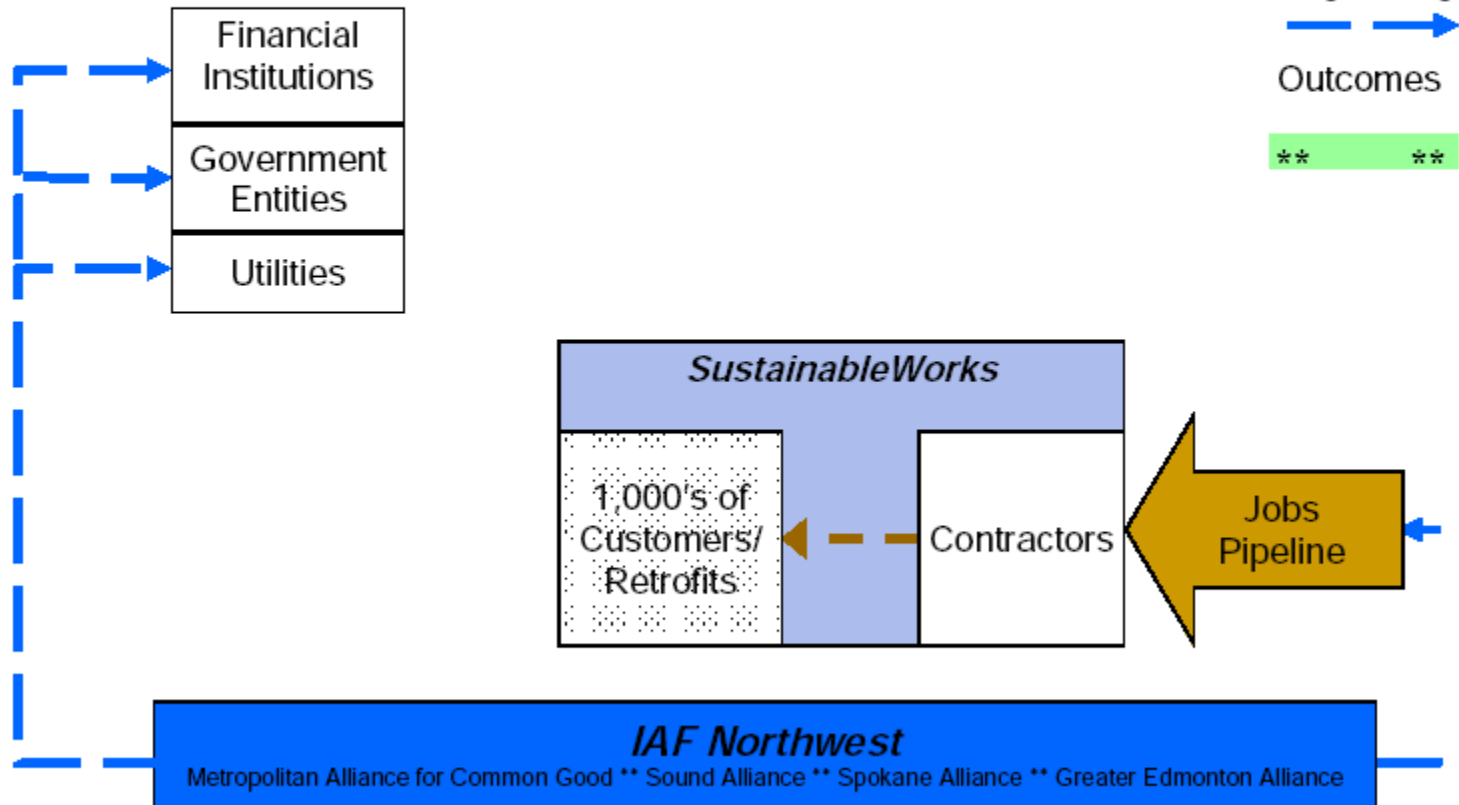 Financial
Institutions
Government
Entities
Utilities
Outcomes
** **
SustainableWorks
1,000's of
Customers/
Retrofits
Contractors
Jobs
Pipeline
IAF Northwest
Metropolitan Alliance for Common Good ** Sound Alliance ** Spokane Alliance ** Greater Edmonton Alliance